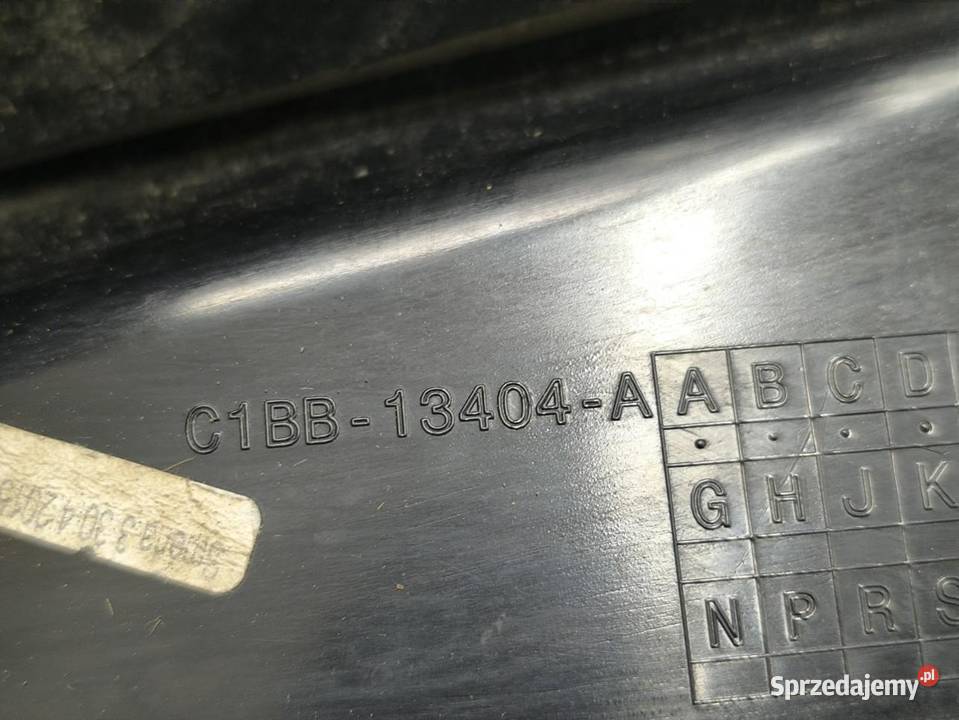 C1BB-13404-A
A B C D
G H J K
N P R S
Sprzedajemy.pl